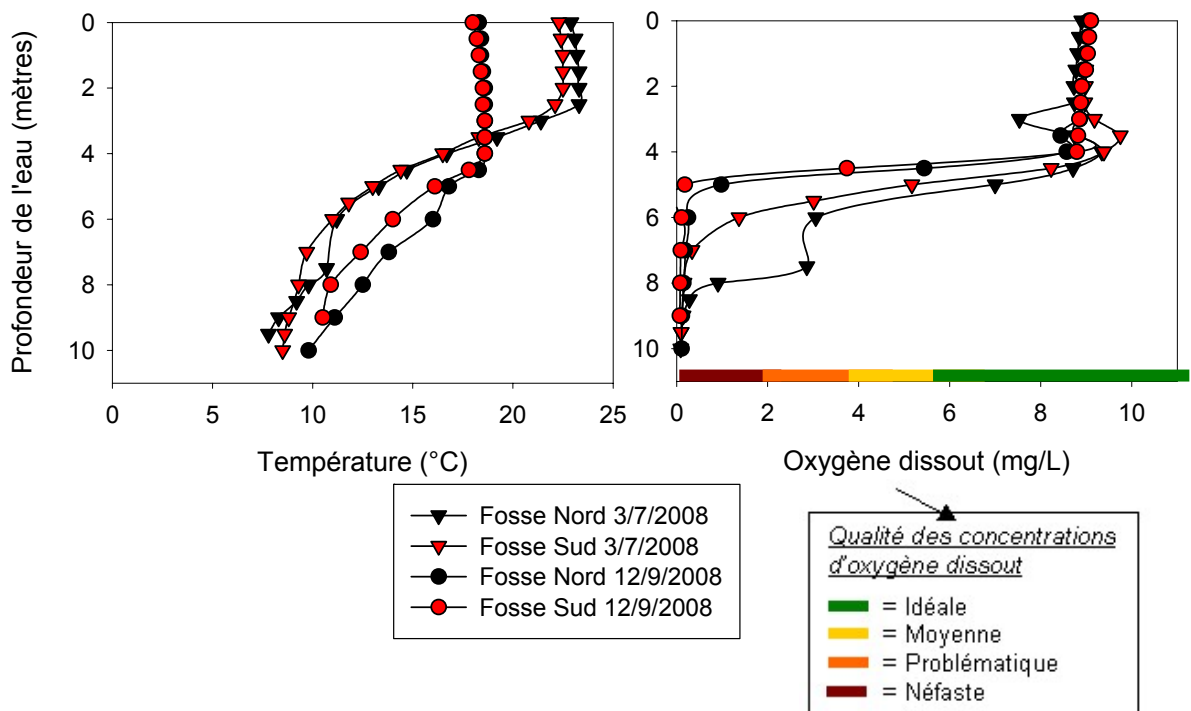 Profondeur de l'eau (mètres)
0
2
4
6
8
10
0
5
10
15
20
25
Température (°C)
0
2
4
6
8
10
0
2
4
6
8
10
Oxygène dissout (mg/L)
Fosse Nord 3/7/2008
Fosse Sud 3/7/2008
Fosse Nord 12/9/2008
Fosse Sud 12/9/2008
Qualité des concentrations
d'oxygène dissout
= Idéale
= Moyenne
= Problématique
= Néfaste